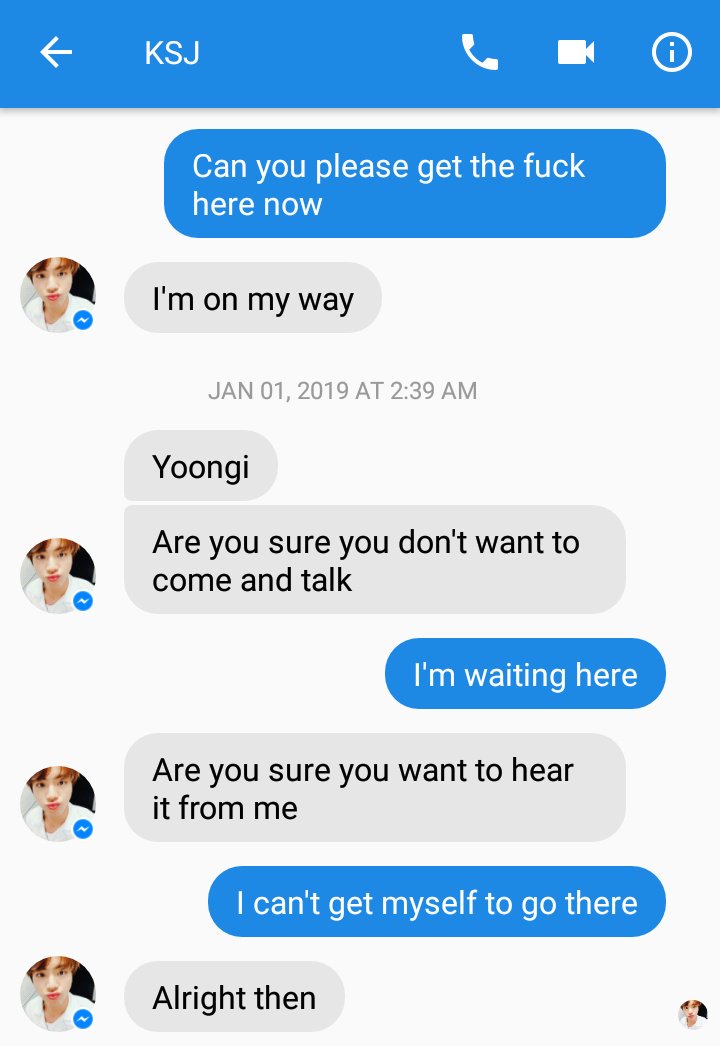 KSJ
Can you please get the fuck
here now
I'm on my way
JAN 01, 2019 AT 2:39 AM
Yoongi
Are you sure you don't want to
come and talk
I'm waiting here
Are you sure you want to hear
it from me
I can't get myself to go there
Alright then